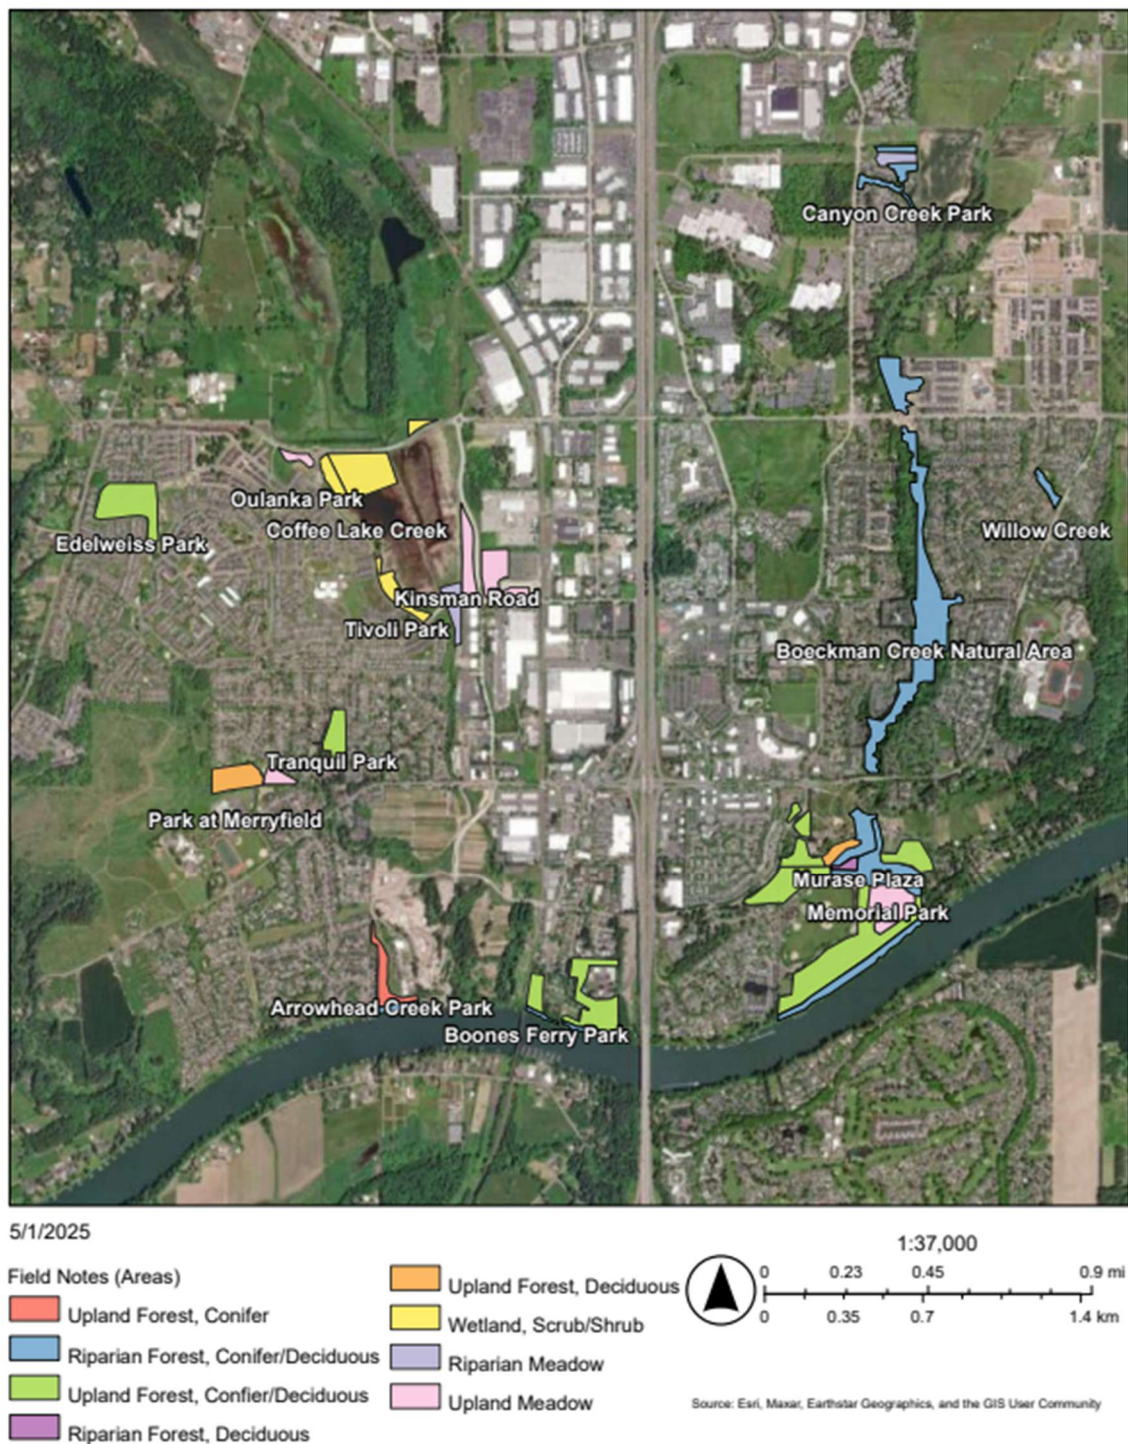 Canyon Creek Park
Oulanka Park
Coffee Lake Creek
Edelweiss Park
Willow Creek
Kinsman Road
Tivoli Park
Boeckman Creek Natural Area
Tranquil Park
Park at Merryfield
Murase Plaza
Memorial Park
Arrowhead Creek Park
Boones Ferry Park
5/1/2025
Field Notes (Areas)
Upland Forest, Conifer
Riparian Forest, Conifer/Deciduous
Upland Forest, Confier/Deciduous
Riparian Forest, Deciduous
Upland Forest, Deciduous
Wetland, Scrub/Shrub
Riparian Meadow
Upland Meadow
1:37,000
0 0.23 0.45 0.9 mi
0 0.35 0.7 1.4 km
Source: Esri, Maxar, Earthstar Geographics, and the GIS User Community